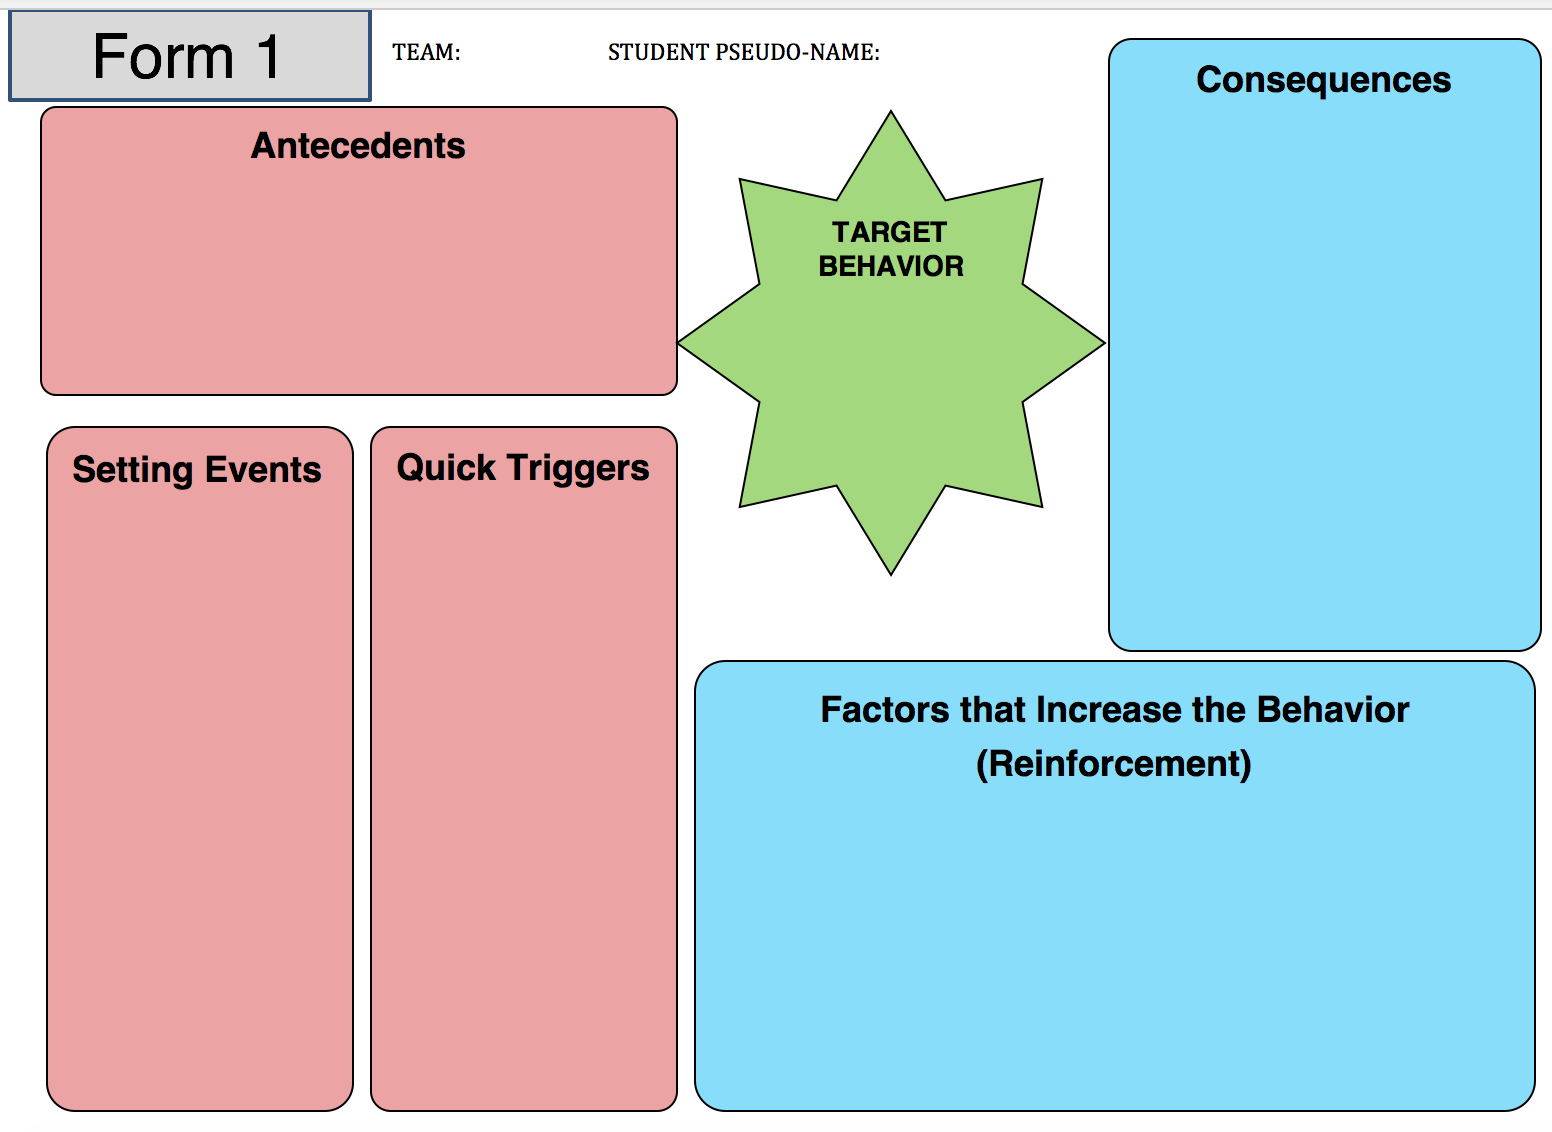 Form 1
TEAM:
STUDENT PSEUDO-NAME:
Antecedents
TARGET
BEHAVIOR
Consequences
Setting Events
Quick Triggers
Factors that Increase the Behavior
(Reinforcement)